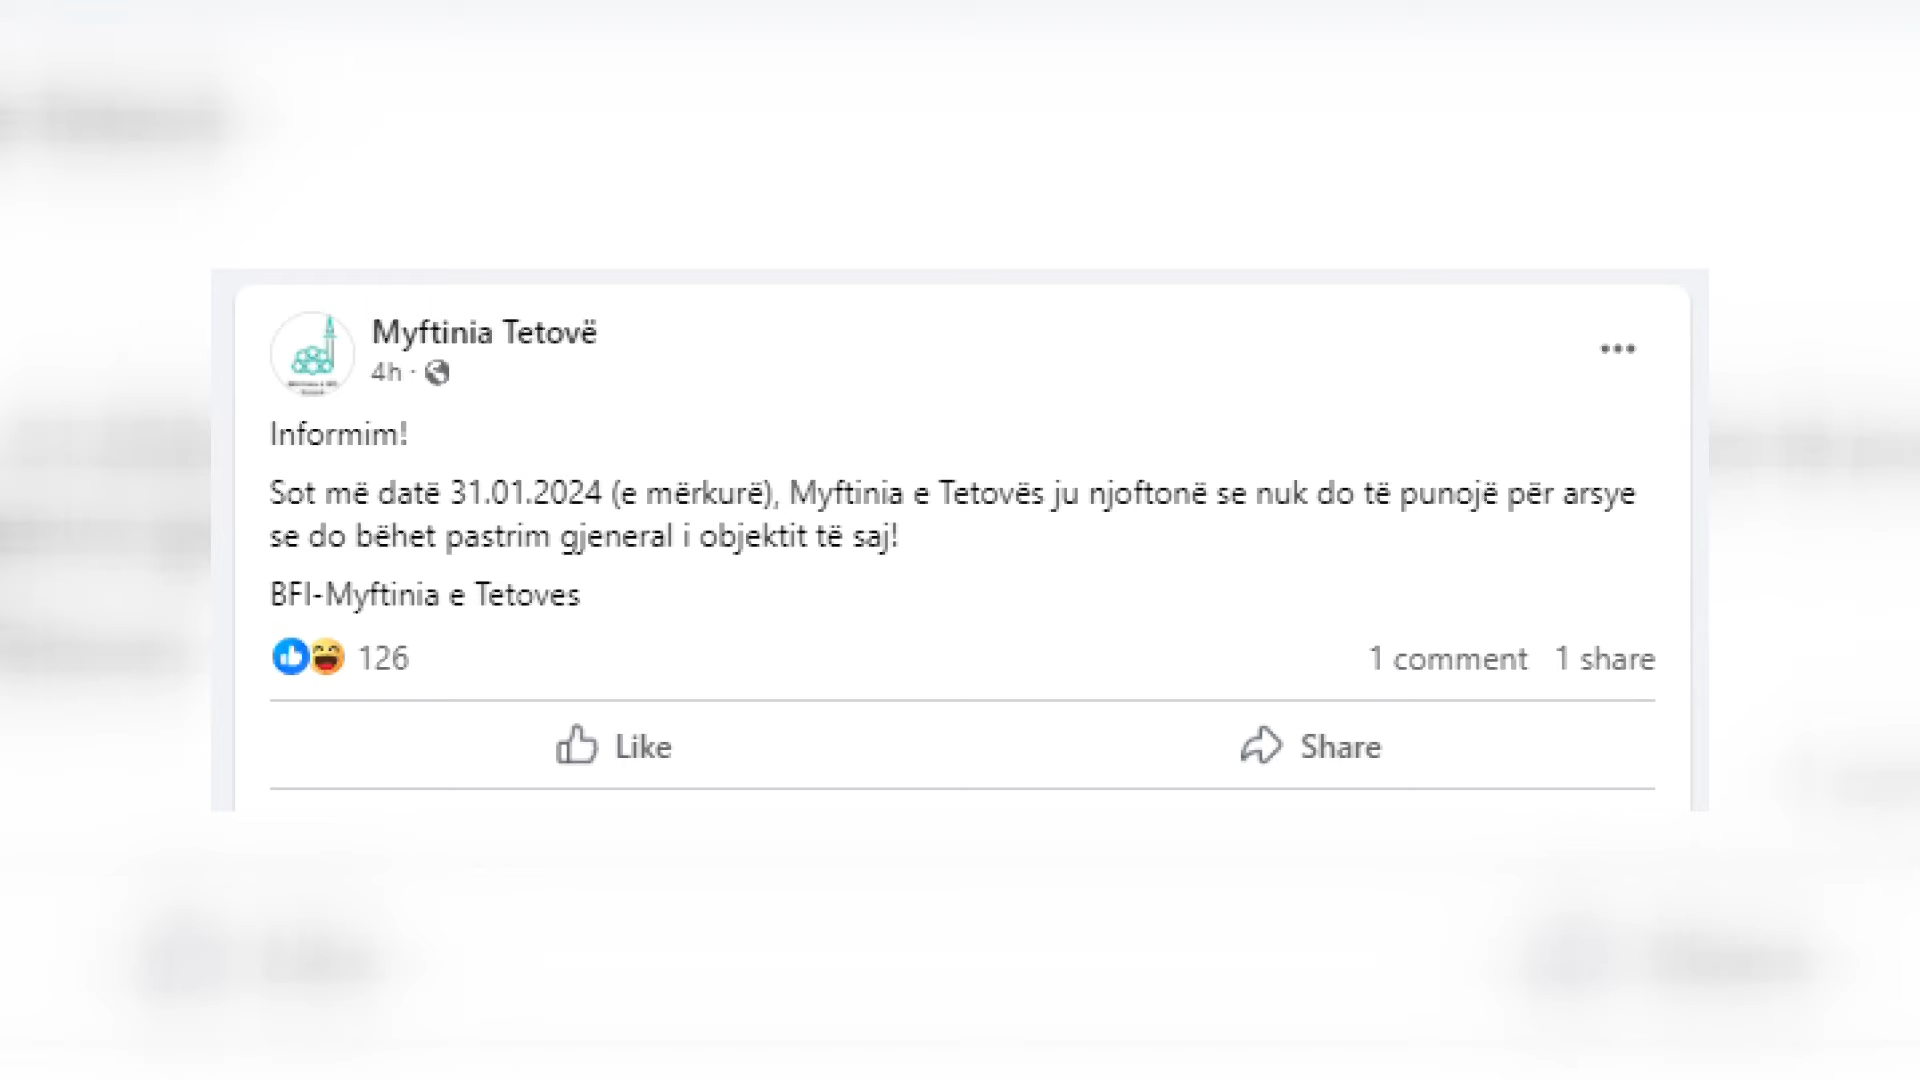 Myftinia Tetovë
4h ·
Informim!
Sot më datë 31.01.2024 (e mërkurë), Myftinia e Tetovës ju njoftonë se nuk do të punojë për arsye
se do bëhet pastrim gjeneral i objektit të saj!
BFI-Myftinia e Tetoves
126
1 comment 1 share
Like
Share